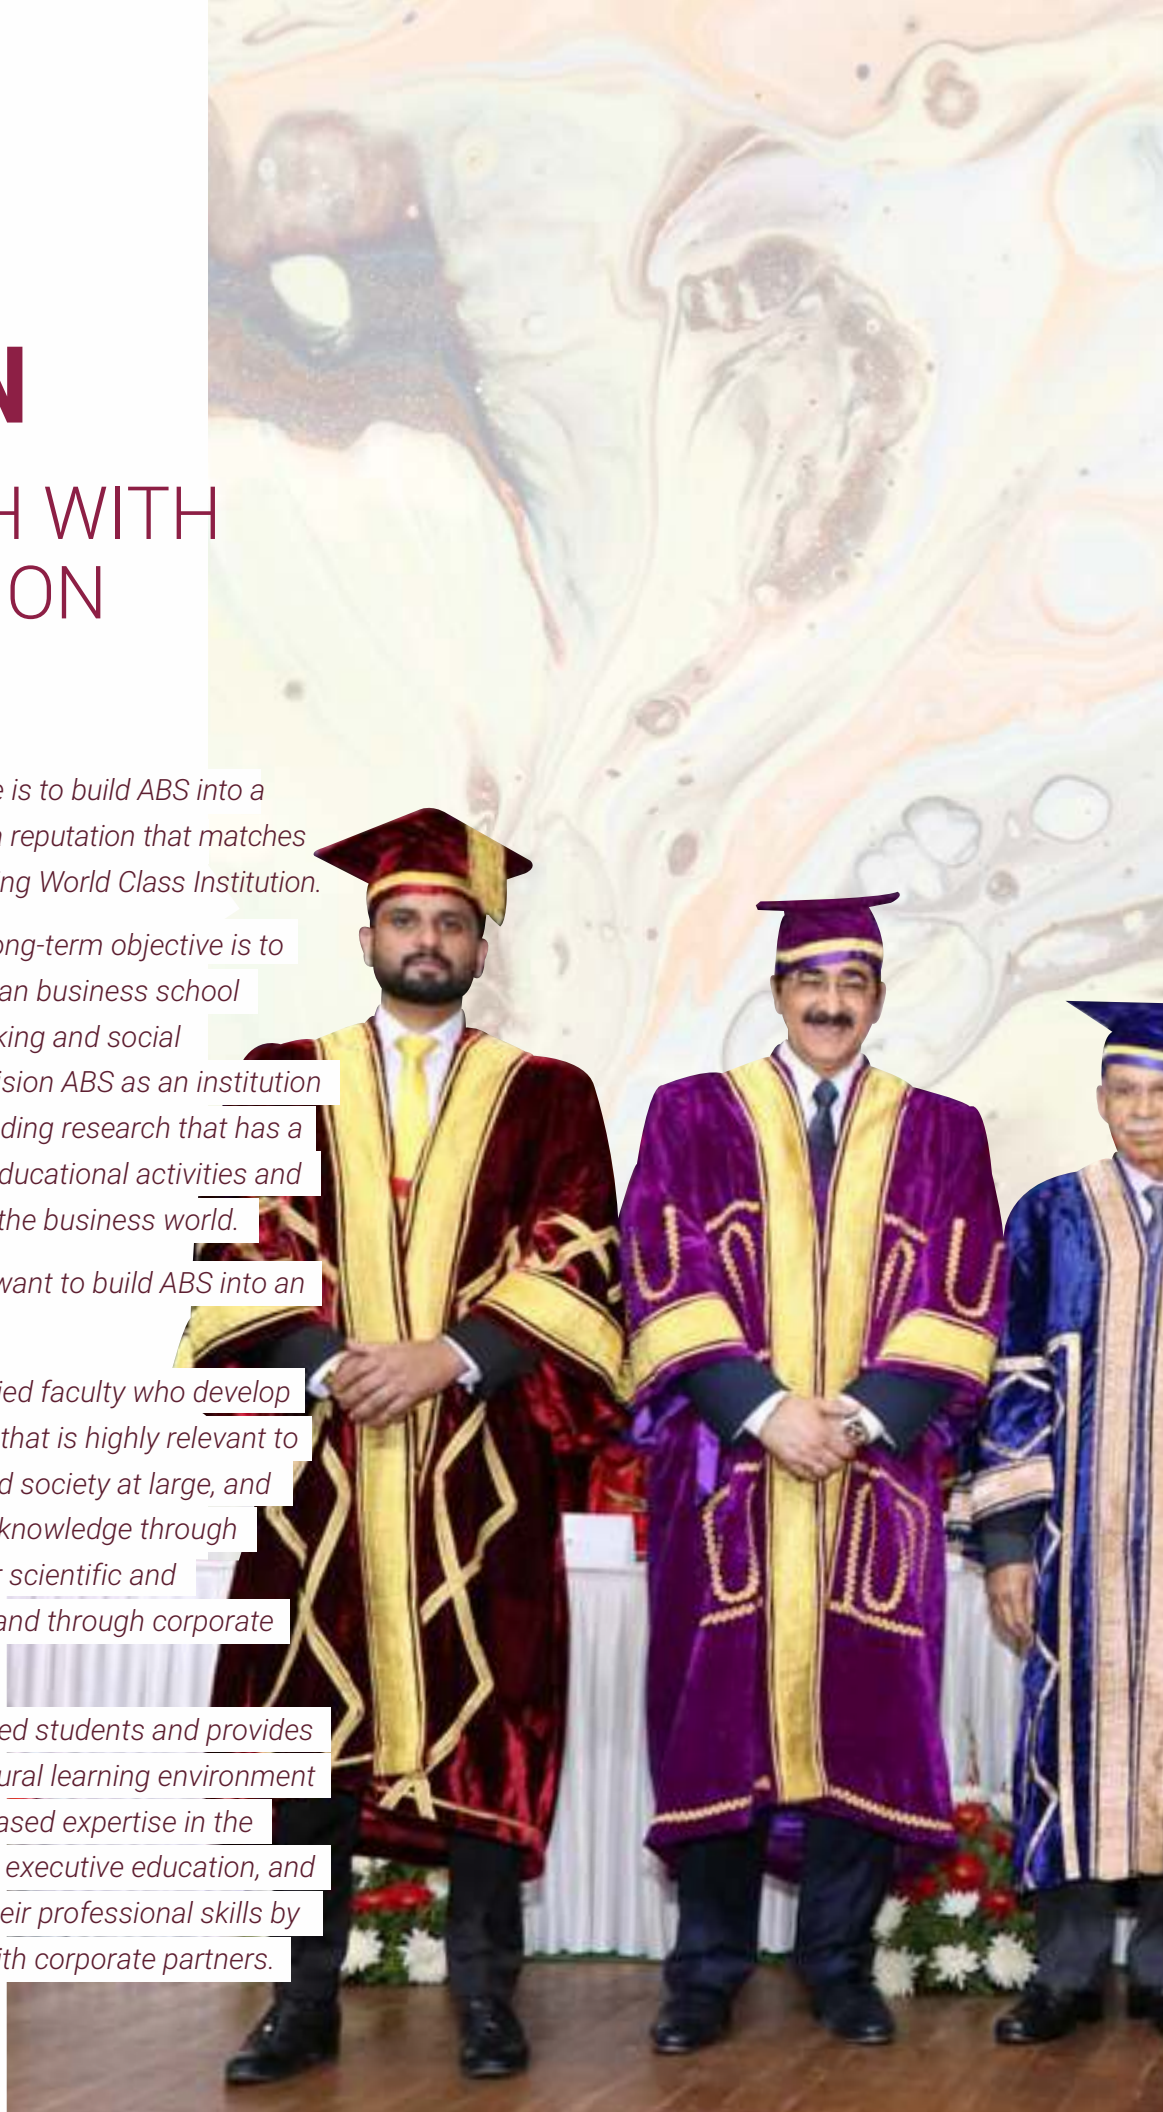 N
H WITH
ON
is to build ABS into a
reputation that matches
ng World Class Institution.
ong-term objective is to
an business school
king and social
ision ABS as an institution
ding research that has a
ducational activities and
the business world.
want to build ABS into an
ied faculty who develop
that is highly relevant to
d society at large, and
knowledge through
scientific and
and through corporate
ed students and provides
ural learning environment
ased expertise in the
executive education, and
eir professional skills by
ith corporate partners.